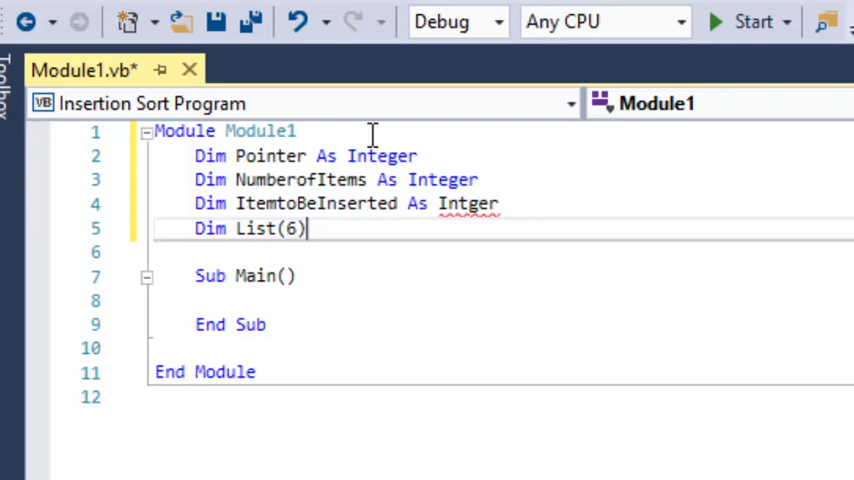 Debug Any CPU Start
Toolbox
Module1.vb*
VB Insertion Sort Program Module1
1 Module Module1
2 Dim Pointer As Integer
3 Dim NumberofItems As Integer
4 Dim ItemtoBeInserted As Intger
5 Dim List(6)
6
7 Sub Main()
8
9 End Sub
10
11 End Module
12